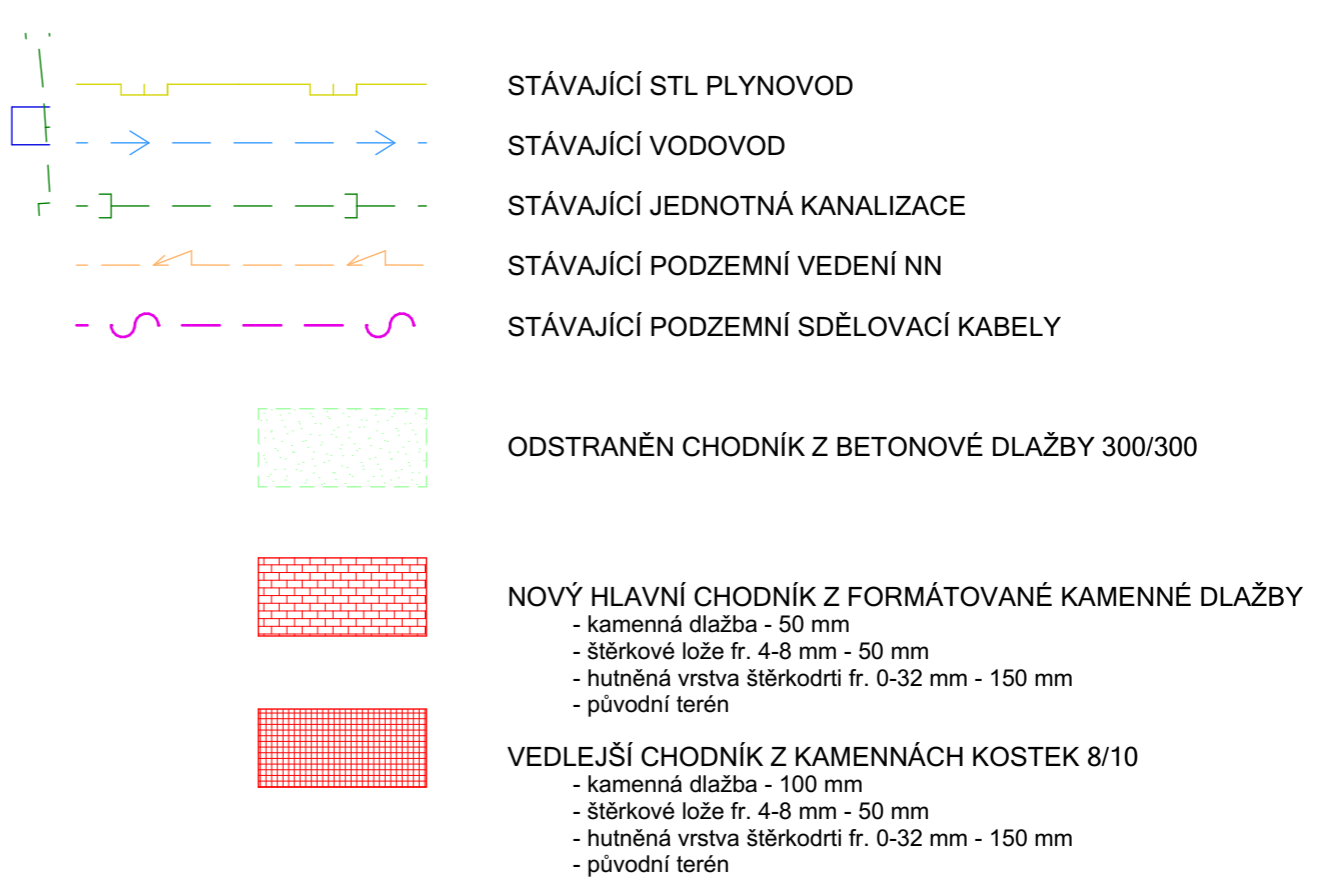 STÁVAJÍCÍ STL PLYNOVOD
STÁVAJÍCÍ VODOVOD
STÁVAJÍCÍ JEDNOTNÁ KANALIZACE
STÁVAJÍCÍ PODZEMNÍ VEDENÍ NN
STÁVAJÍCÍ PODZEMNÍ SDĚLOVACÍ KABELY
ODSTRANĚN CHODNÍK Z BETONOVÉ DLAŽBY 300/300
NOVÝ HLAVNÍ CHODNÍK Z FORMÁTOVANÉ KAMENNÉ DLAŽBY
- kamenná dlažba - 50 mm
- štěrkové lože fr. 4-8 mm - 50 mm
- hutněná vrstva štěrkodrti fr. 0-32 mm - 150 mm
- původní terén
VEDLEJŠÍ CHODNÍK Z KAMENNÁCH KOSTEK 8/10
- kamenná dlažba - 100 mm
- štěrkové lože fr. 4-8 mm - 50 mm
- hutněná vrstva štěrkodrti fr. 0-32 mm - 150 mm
- původní terén